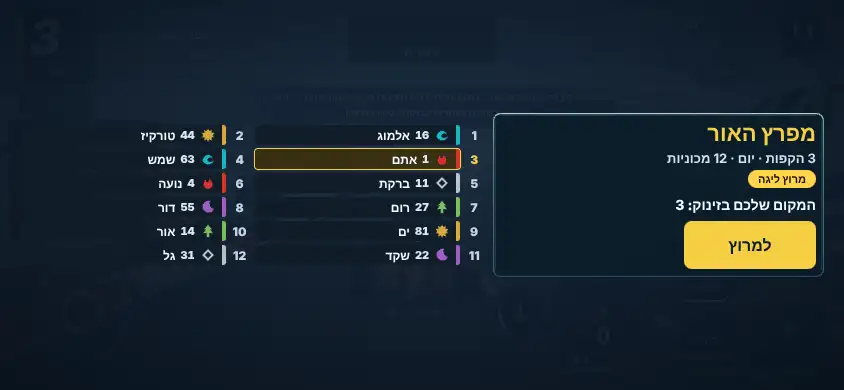 מפרץ האור
3 הקפות · יום · 12 מכוניות
מרוץ ליגה
המקום שלכם בזינוק: 3
למרוץ
1 16 אלמוג
2 44 טורקיז
3 1 אתם
4 63 שמש
5 11 ברקת
6 4 נועה
7 27 רום
8 55 דור
9 81 ים
10 14 אור
11 22 שקד
12 31 גל
3